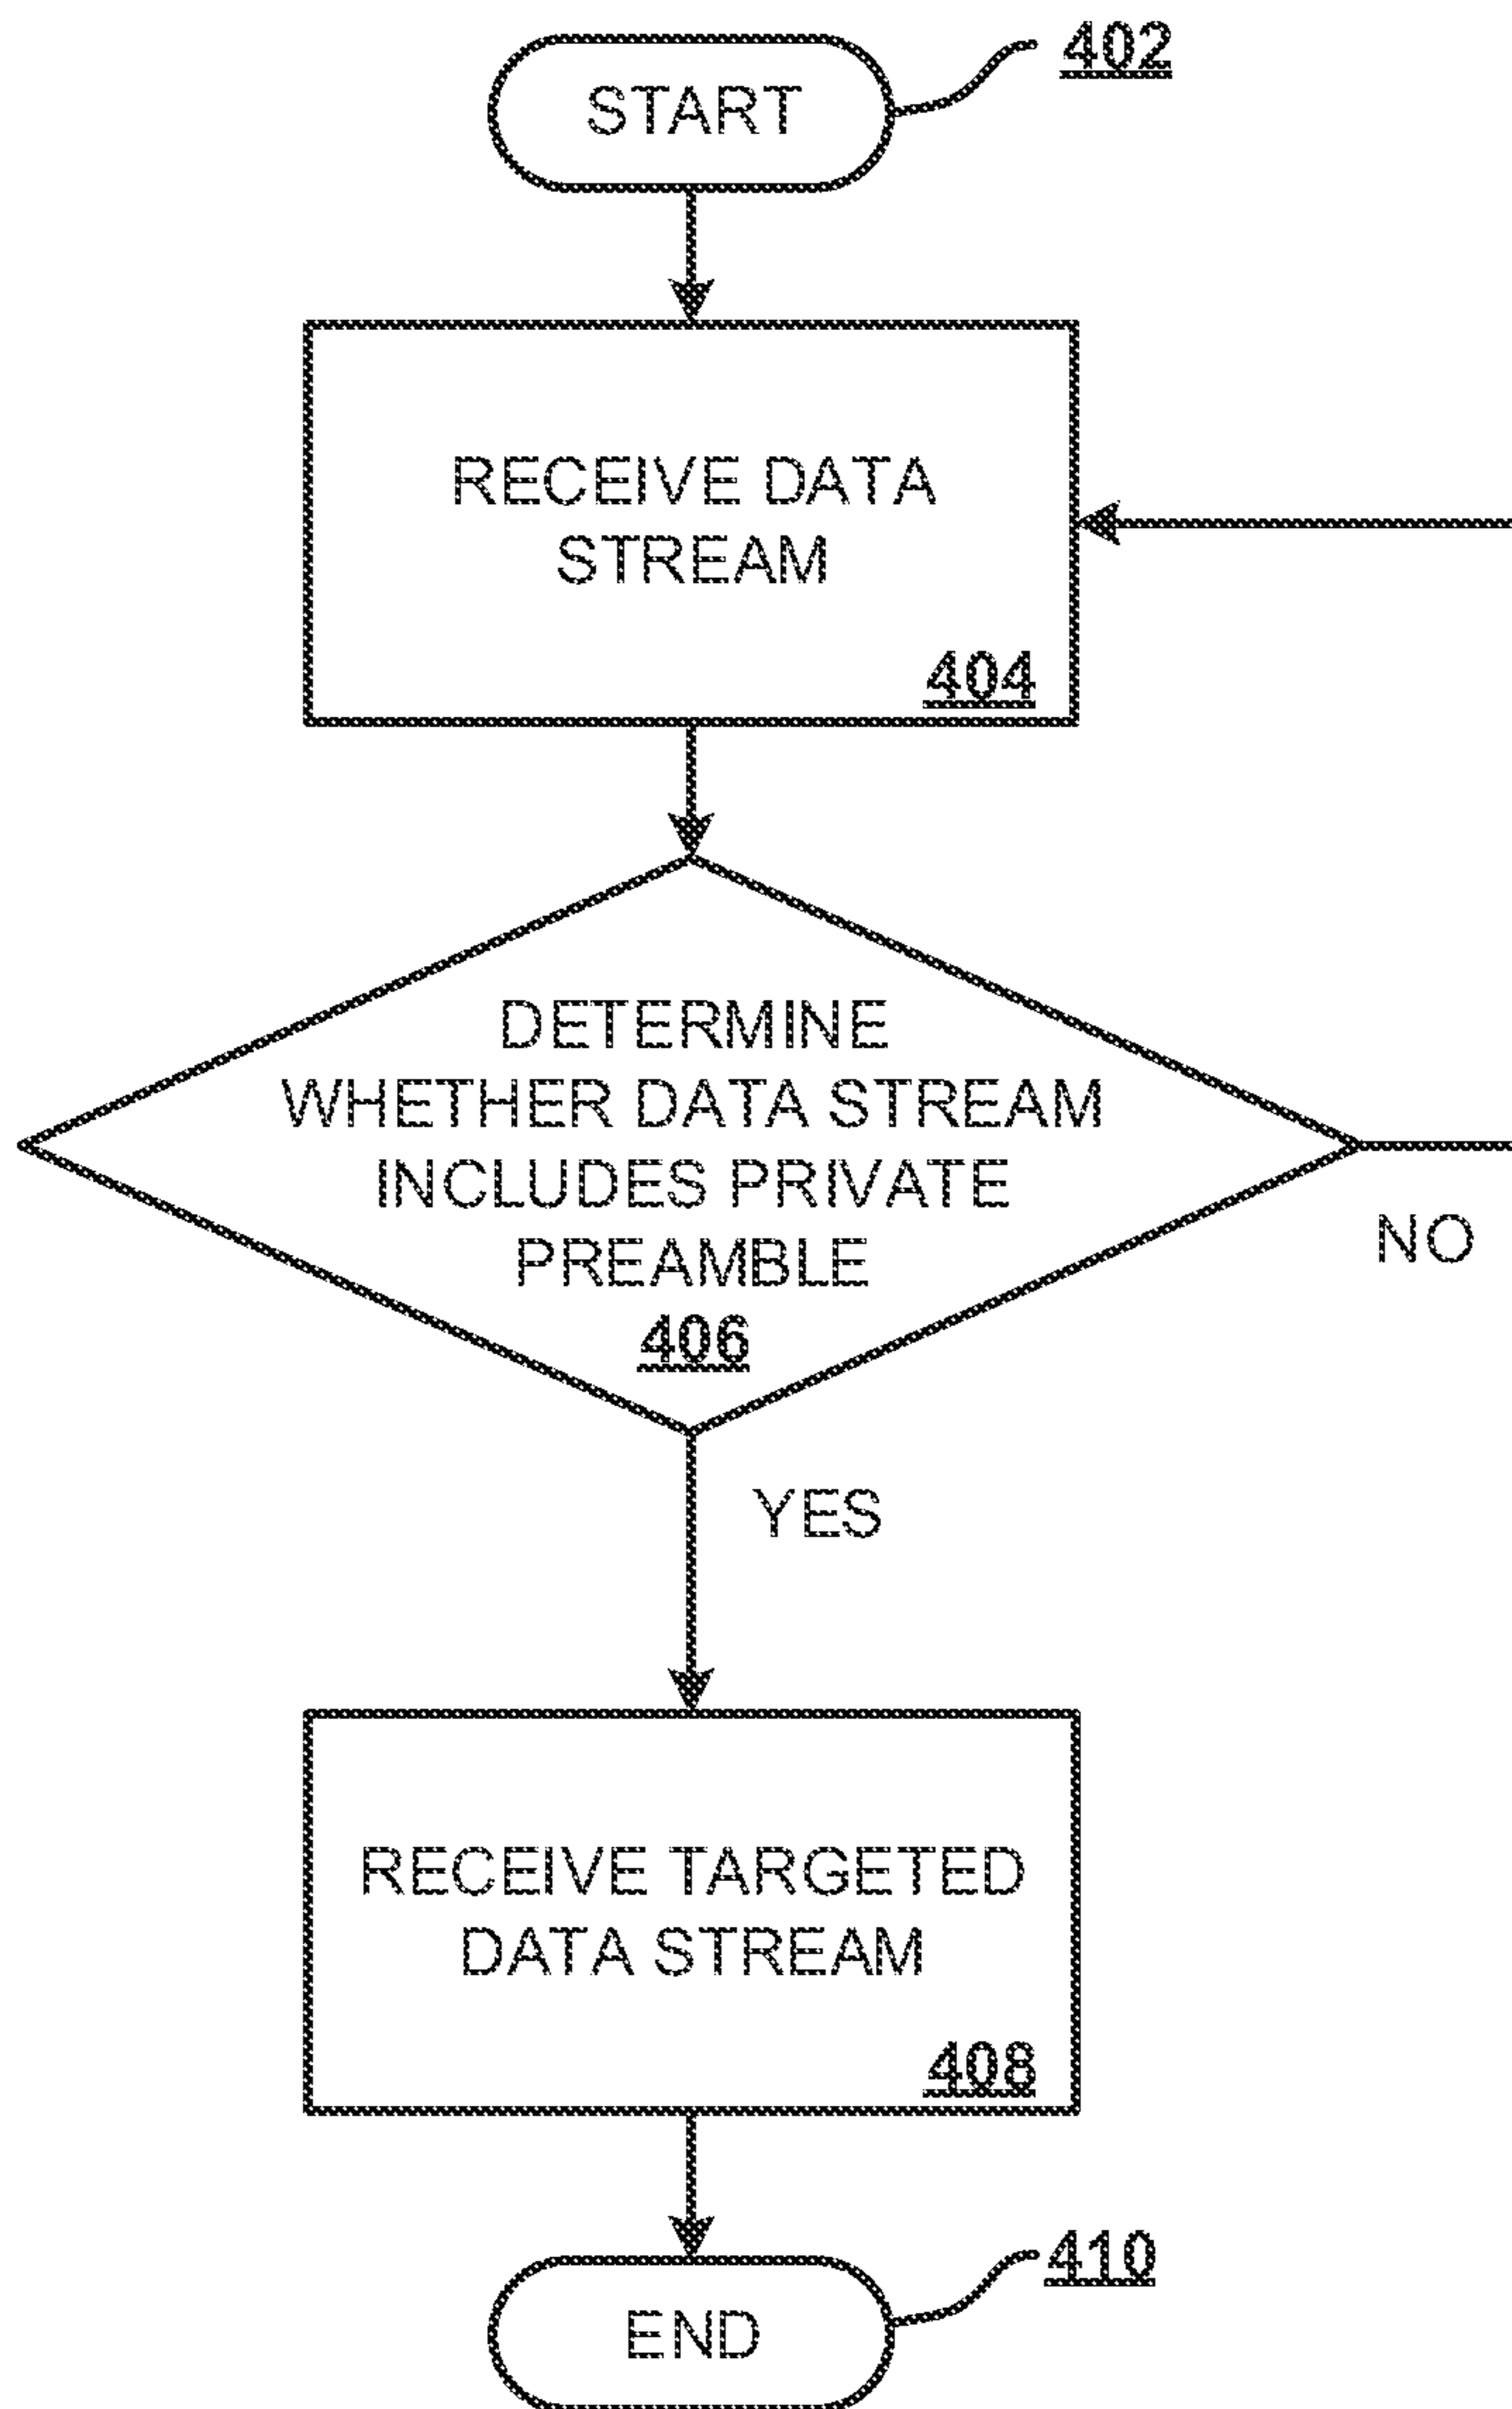 402
START
RECEIVE DATA
STREAM
404
DETERMINE
WHETHER DATA STREAM
INCLUDES PRIVATE
PREAMBLE
406
NO
YES
RECEIVE TARGETED
DATA STREAM
408
410
END